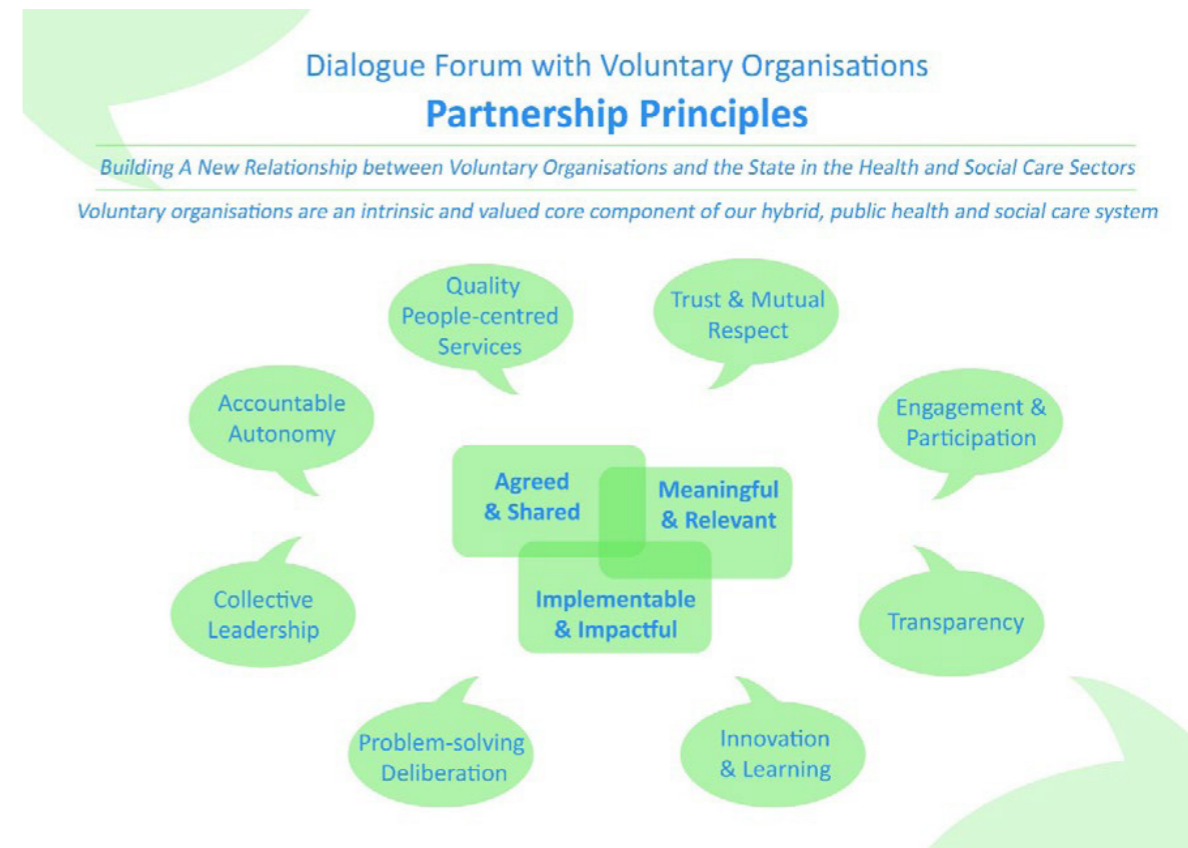 Dialogue Forum with Voluntary Organisations
Partnership Principles
Building A New Relationship between Voluntary Organisations and the State in the Health and Social Care Sectors
Voluntary organisations are an intrinsic and valued core component of our hybrid, public health and social care system
Quality
People-centred
Services
Trust & Mutual
Respect
Accountable
Autonomy
Engagement &
Participation
Agreed
& Shared
Meaningful
& Relevant
Implementable
& Impactful
Collective
Leadership
Transparency
Problem-solving
Deliberation
Innovation
& Learning